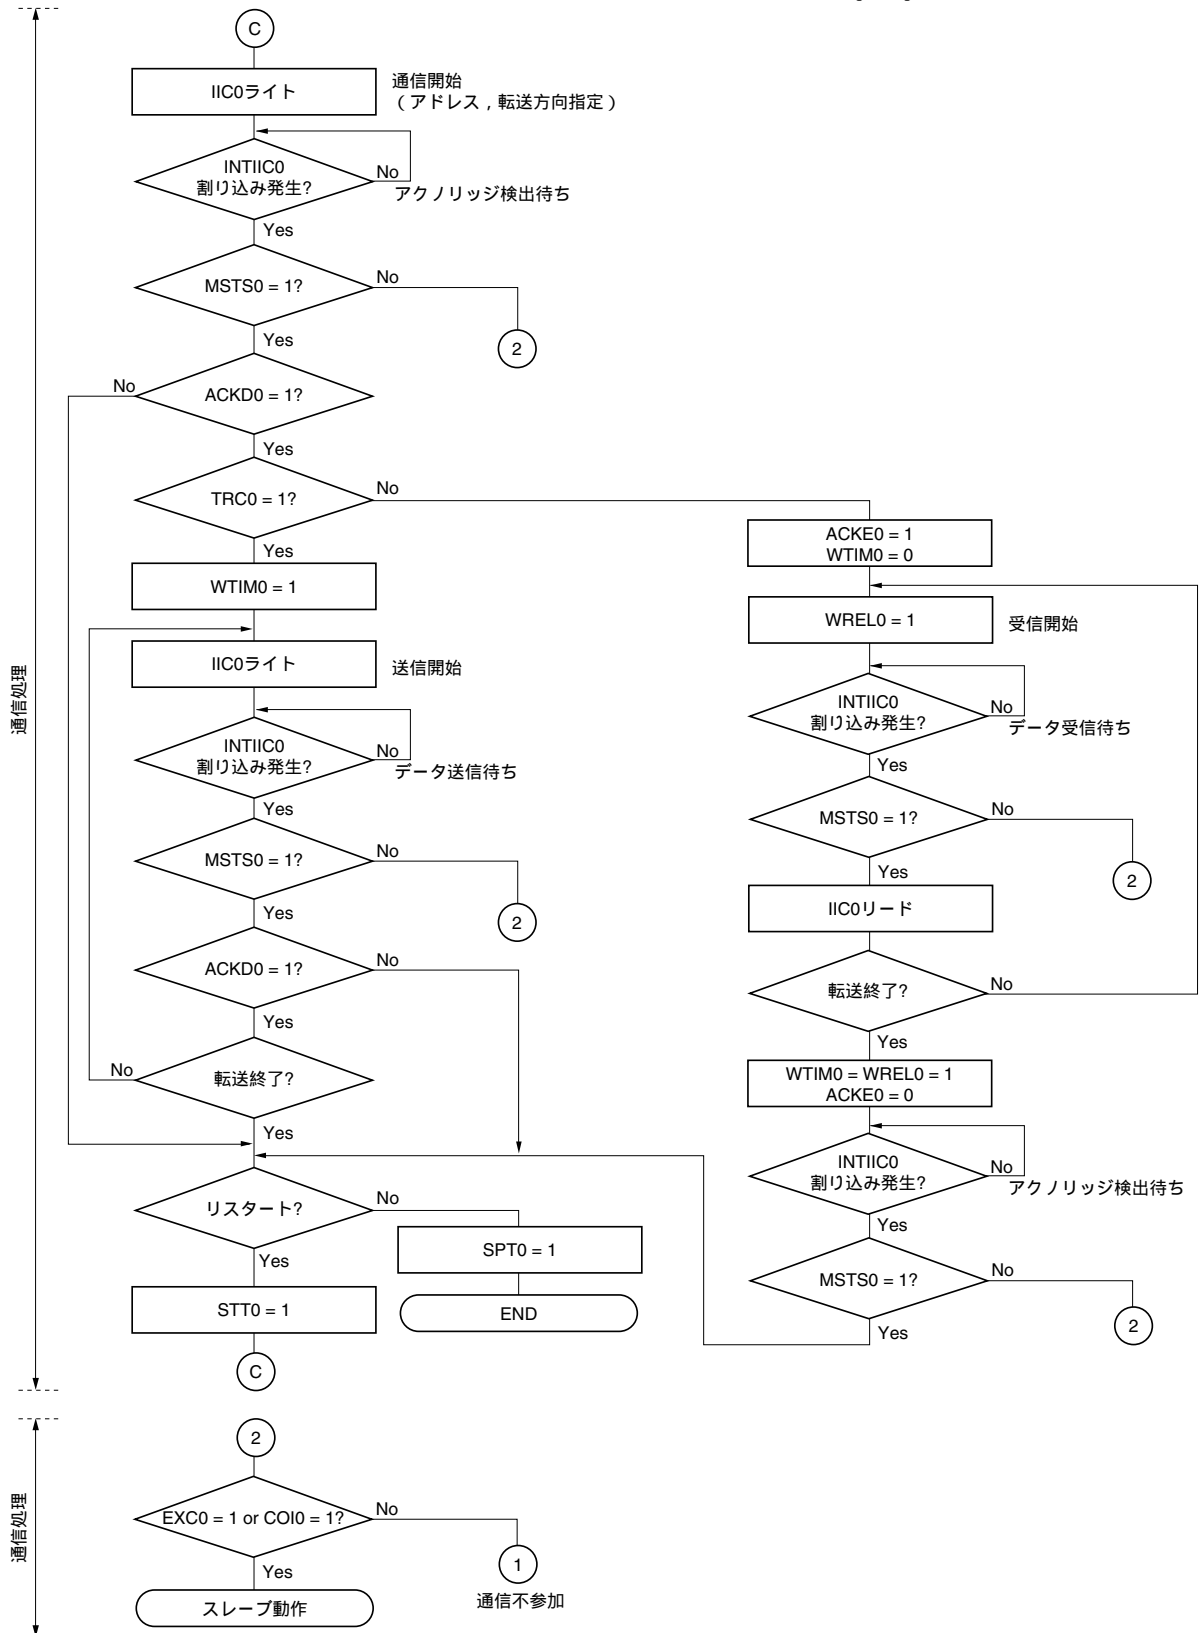 C
IIC0ライト
通信開始
（アドレス，転送方向指定）
INTIIC0
割り込み発生?
No
アクノリッジ検出待ち
Yes
MSTS0 = 1?
No
2
Yes
ACKD0 = 1?
No
Yes
TRC0 = 1?
No
Yes
WTIM0 = 1
IIC0ライト
送信開始
INTIIC0
割り込み発生?
No
データ送信待ち
Yes
MSTS0 = 1?
No
2
Yes
ACKD0 = 1?
No
Yes
転送終了?
No
Yes
リスタート?
No
Yes
SPT0 = 1
END
STT0 = 1
C
ACKE0 = 1
WTIM0 = 0
WREL0 = 1
受信開始
INTIIC0
割り込み発生?
No
データ受信待ち
Yes
MSTS0 = 1?
No
2
Yes
IIC0リード
転送終了?
No
Yes
WTIM0 = WREL0 = 1
ACKE0 = 0
INTIIC0
割り込み発生?
No
アクノリッジ検出待ち
Yes
MSTS0 = 1?
No
2
Yes
通信処理
2
EXC0 = 1 or COI0 = 1?
No
1
通信不参加
Yes
スレーブ動作
通信処理